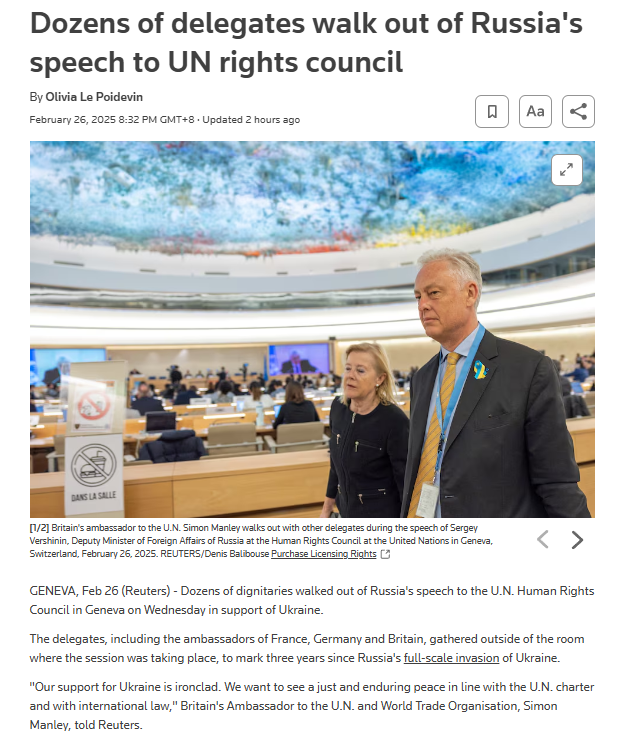 Dozens of delegates walk out of Russia's
speech to UN rights council
By Olivia Le Poidevin
February 26, 2025 8:32 PM GMT+8 · Updated 2 hours ago
Aa
DANS LA SALLE
[1/2] Britain's ambassador to the U.N. Simon Manley walks out with other delegates during the speech of Sergey
Vershinin, Deputy Minister of Foreign Affairs of Russia at the Human Rights Council at the United Nations in Geneva,
Switzerland, February 26, 2025. REUTERS/Denis Balibouse Purchase Licensing Rights
GENEVA, Feb 26 (Reuters) - Dozens of dignitaries walked out of Russia's speech to the U.N. Human Rights
Council in Geneva on Wednesday in support of Ukraine.
The delegates, including the ambassadors of France, Germany and Britain, gathered outside of the room
where the session was taking place, to mark three years since Russia's full-scale invasion of Ukraine.
"Our support for Ukraine is ironclad. We want to see a just and enduring peace in line with the U.N. charter
and with international law," Britain's Ambassador to the U.N. and World Trade Organisation, Simon
Manley, told Reuters.